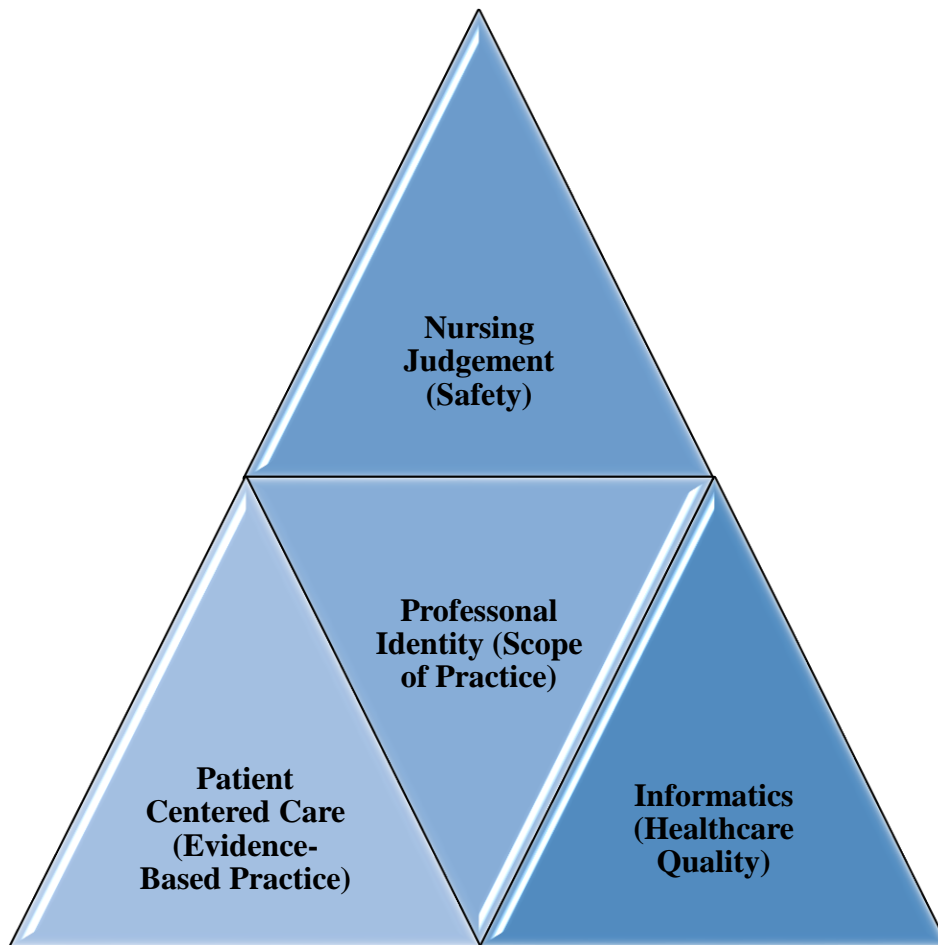 Nursing
Judgement
(Safety)
Professonal
Identity (Scope
of Practice)
Patient
Centered Care
(Evidence-
Based Practice)
Informatics
(Healthcare
Quality)